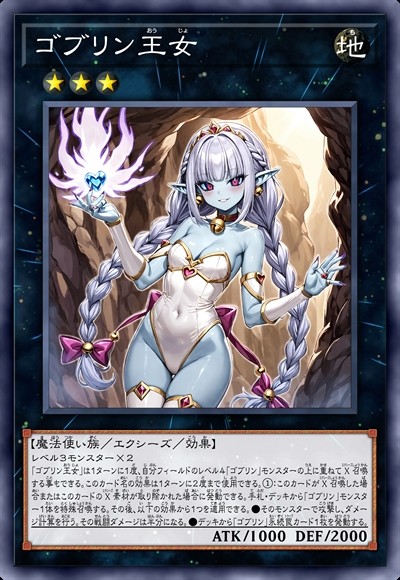 ゴブリン王女
地
【魔法使い族／エクシーズ／効果】
レベル３モンスター×２
「ゴブリン王女」は1ターンに1度、自分フィールドのレベル4「ゴブリン」モンスターの上に重ねてX召喚
する事もできる。このカード名の効果は1ターンに2度まで使用できる。①：このカードがX召喚した場
合またはこのカードのX素材が取り除かれた場合に発動できる。手札・デッキから「ゴブリン」モンス
ター1体を特殊召喚する。その後、以下の効果から1つを適用できる。●そのモンスターで攻撃し、ダメー
ジ計算を行う。その戦闘ダメージは半分になる。●デッキから「ゴブリン」永続罠カード1枚を発動する。
ATK/1000 DEF/2000